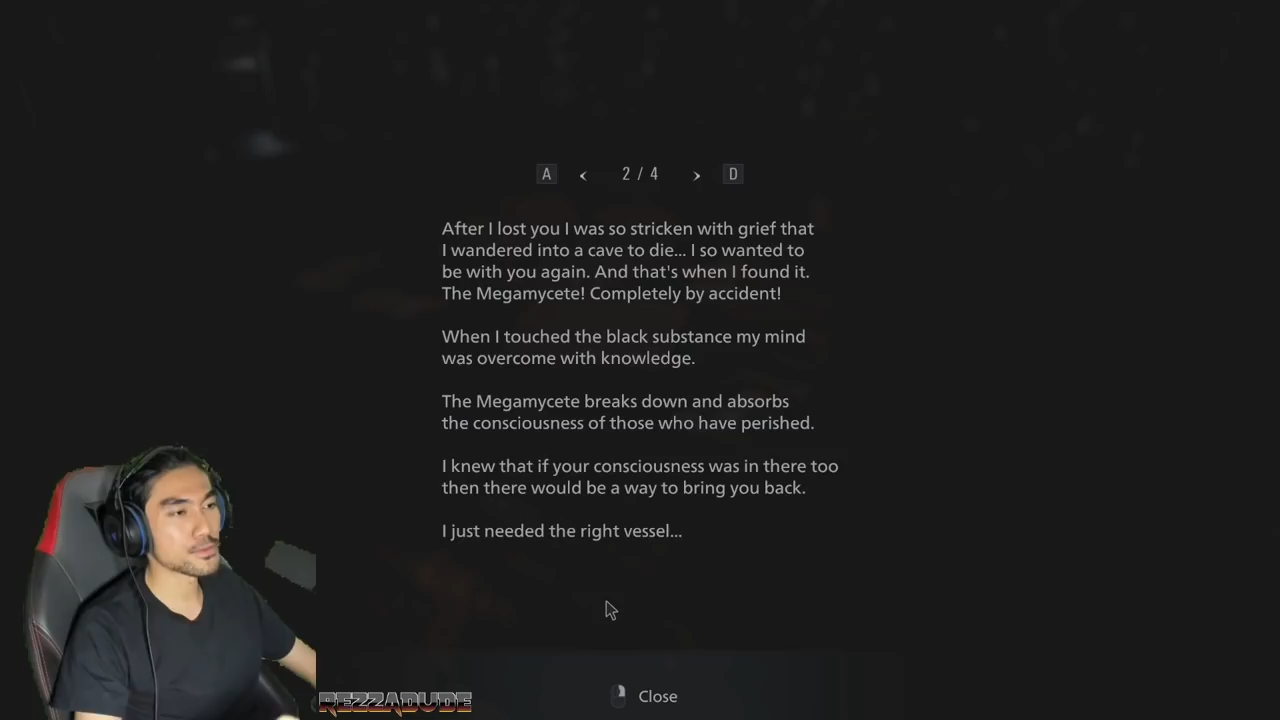 A < 2 / 4 > D
After I lost you I was so stricken with grief that
I wandered into a cave to die... I so wanted to
be with you again. And that's when I found it.
The Megamycete! Completely by accident!
When I touched the black substance my mind
was overcome with knowledge.
The Megamycete breaks down and absorbs
the consciousness of those who have perished.
I knew that if your consciousness was in there too
then there would be a way to bring you back.
I just needed the right vessel...
Close
REZZADUDE